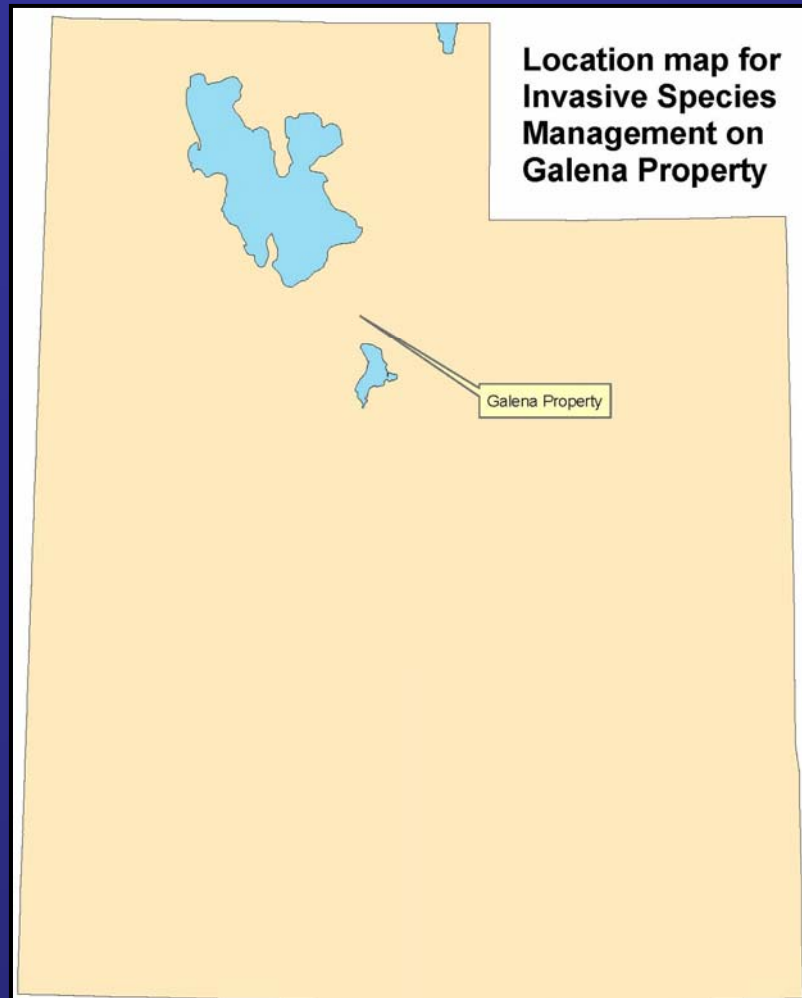 Location map for
Invasive Species
Management on
Galena Property
Galena Property